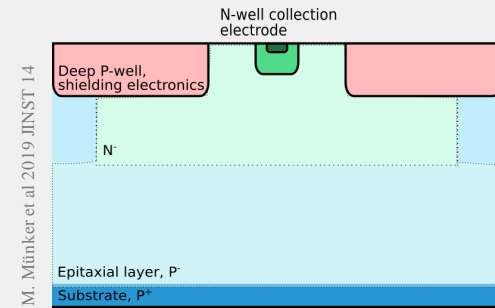 N-well collection
electrode
Deep P-well,
shielding electronics
N⁻
Epitaxial layer, P⁻
Substrate, P⁺
M. Münker et al 2019 JINST 14